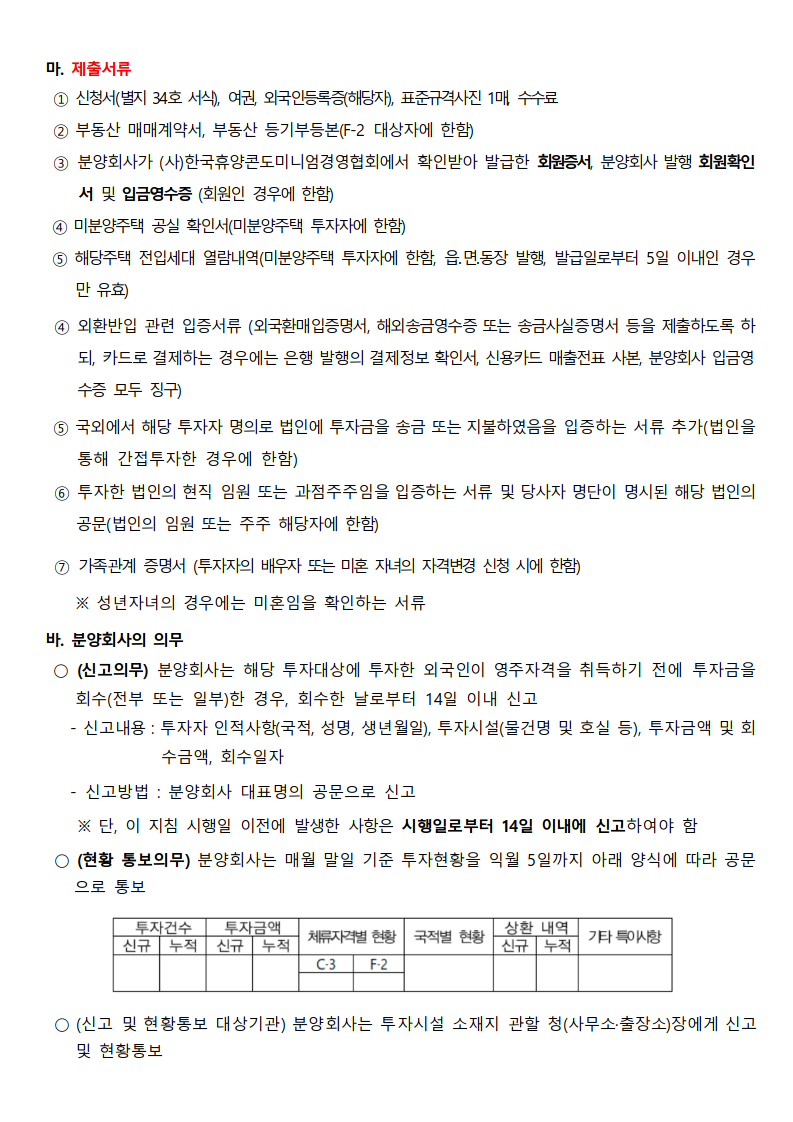 마. 제출서류
① 신청서(별지 34호 서식), 여권, 외국인등록증(해당자), 표준규격사진 1매, 수수료
② 부동산 매매계약서, 부동산 등기부등본(F-2 대상자에 한함)
③ 분양회사가 (사)한국휴양콘도미니엄경영협회에서 확인받아 발급한 회원증서, 분양회사 발행 회원확인
서 및 입금영수증 (회원인 경우에 한함)
④ 미분양주택 공실 확인서(미분양주택 투자자에 한함)
⑤ 해당주택 전입세대 열람내역(미분양주택 투자자에 한함, 읍.면.동장 발행, 발급일로부터 5일 이내인 경우
만 유효)
④ 외환반입 관련 입증서류 (외국환매입증명서, 해외송금영수증 또는 송금사실증명서 등을 제출하도록 하
되, 카드로 결제하는 경우에는 은행 발행의 결제정보 확인서, 신용카드 매출전표 사본, 분양회사 입금영
수증 모두 징구)
⑤ 국외에서 해당 투자자 명의로 법인에 투자금을 송금 또는 지불하였음을 입증하는 서류 추가(법인을
통해 간접투자한 경우에 한함)
⑥ 투자한 법인의 현직 임원 또는 과점주주임을 입증하는 서류 및 당사자 명단이 명시된 해당 법인의
공문(법인의 임원 또는 주주 해당자에 한함)
⑦ 가족관계 증명서 (투자자의 배우자 또는 미혼 자녀의 자격변경 신청 시에 한함)
※ 성년자녀의 경우에는 미혼임을 확인하는 서류
바. 분양회사의 의무
○ (신고의무) 분양회사는 해당 투자대상에 투자한 외국인이 영주자격을 취득하기 전에 투자금을
회수(전부 또는 일부)한 경우, 회수한 날로부터 14일 이내 신고
- 신고내용 : 투자자 인적사항(국적, 성명, 생년월일), 투자시설(물건명 및 호실 등), 투자금액 및 회
수금액, 회수일자
- 신고방법 : 분양회사 대표명의 공문으로 신고
※ 단, 이 지침 시행일 이전에 발생한 사항은 시행일로부터 14일 이내에 신고하여야 함
○ (현황 통보의무) 분양회사는 매월 말일 기준 투자현황을 익월 5일까지 아래 양식에 따라 공문
으로 통보
투자건수 투자금액 체류자격별 현황 국적별 현황 상환 내역 기타 특이사항
신규 누적 신규 누적 신규 누적
C-3 F-2
○ (신고 및 현황통보 대상기관) 분양회사는 투자시설 소재지 관할 청(사무소·출장소)장에게 신고
및 현황통보